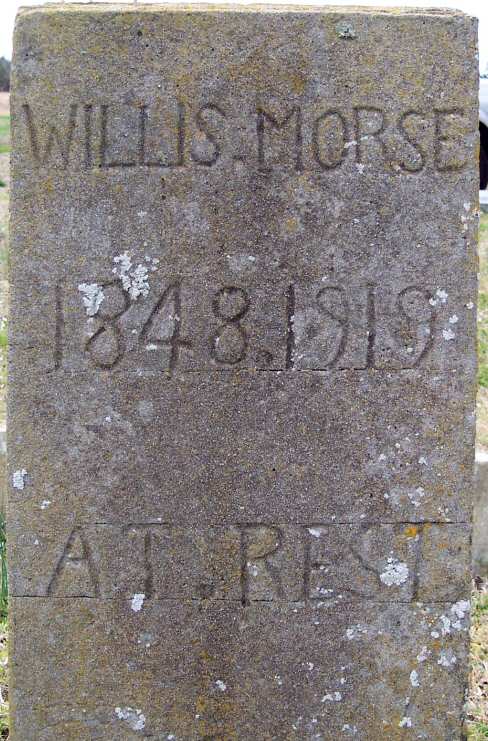 WILLIS. MORSE
1848. 1919
AT. REST